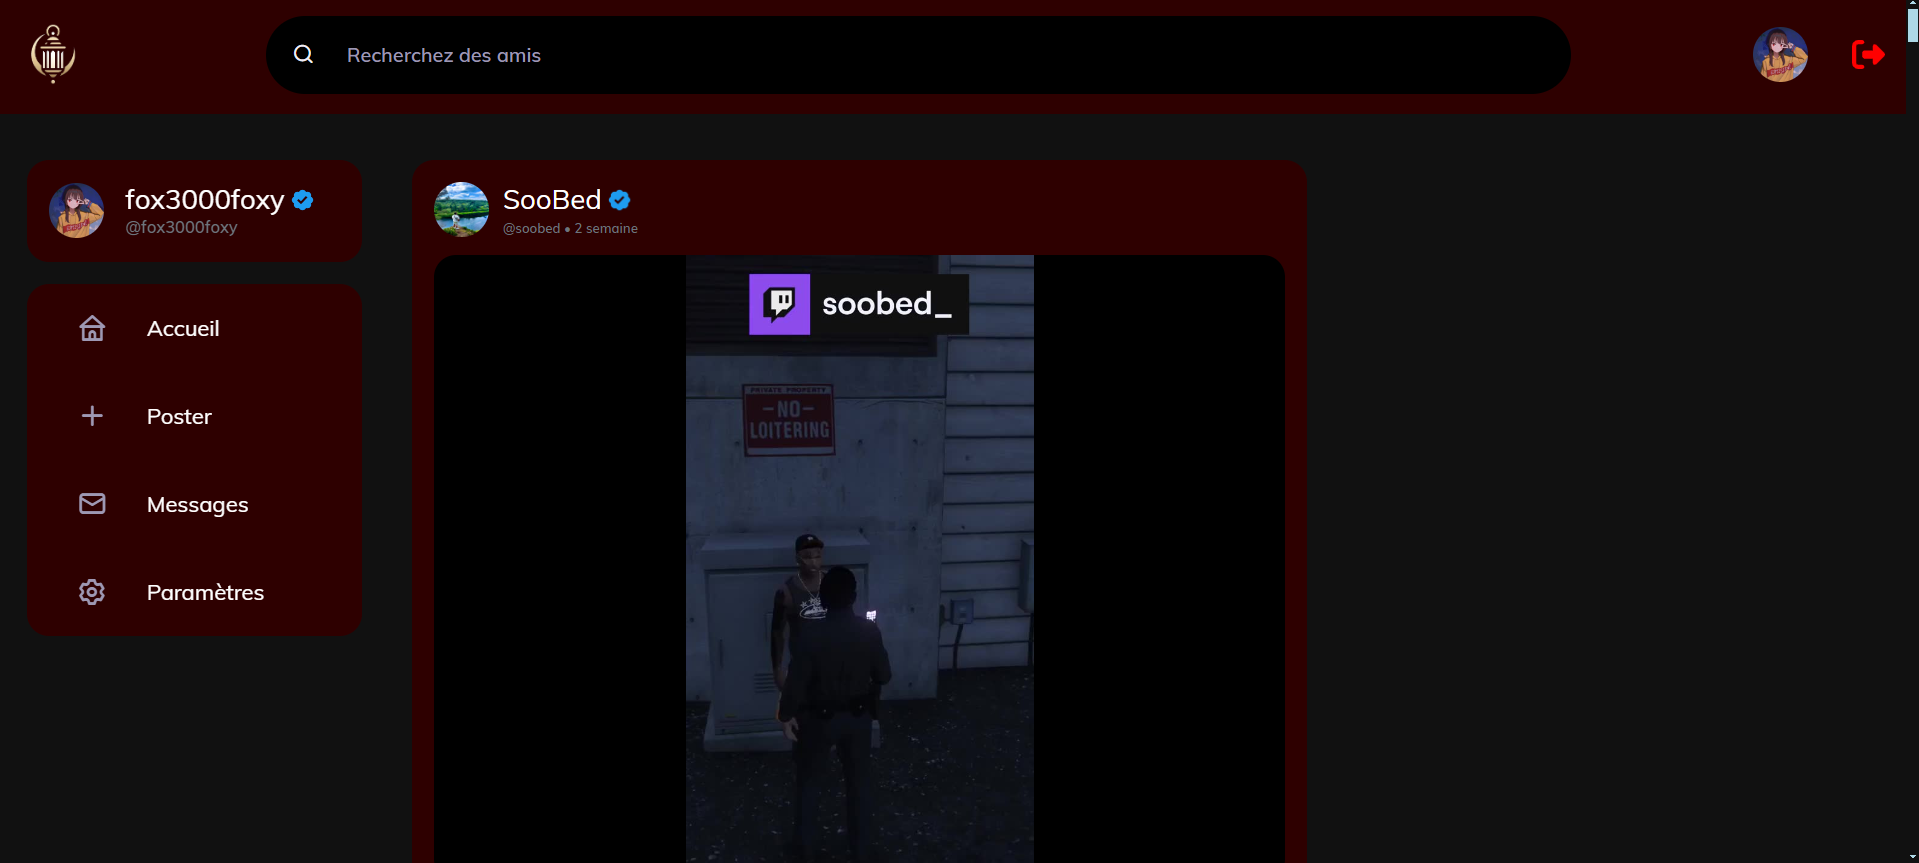 Recherchez des amis
fox3000foxy
@fox3000foxy
Accueil
Poster
Messages
Paramètres
SooBed
@soobed • 2 semaine
soobed_
PRIVATE PROPERTY
-NO-
LOITERING